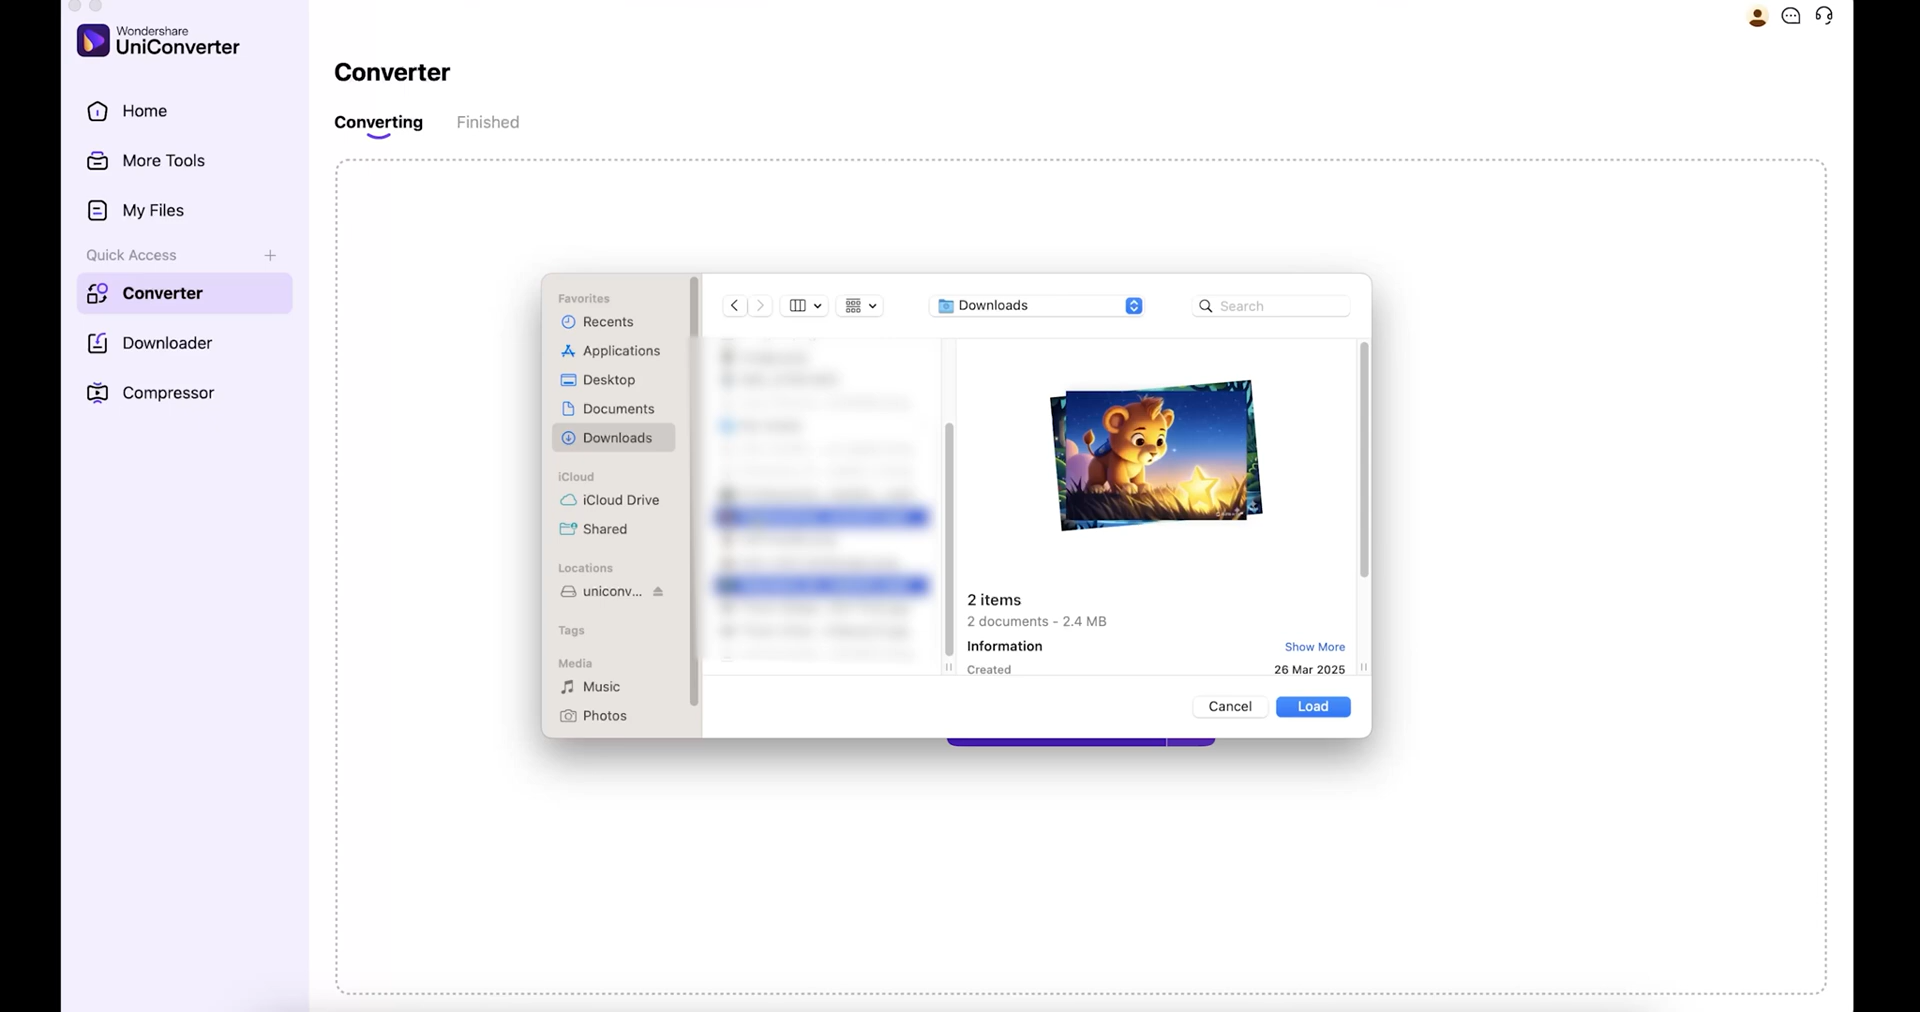 Wondershare
UniConverter
Home
More Tools
My Files
Quick Access
Converter
Downloader
Compressor
Converter
Converting
Finished
Favorites
Recents
Applications
Desktop
Documents
Downloads
iCloud
iCloud Drive
Shared
Locations
uniconv...
Tags
Media
Music
Photos
Downloads
Search
2 items
2 documents - 2.4 MB
Information
Show More
Created
26 Mar 2025
Cancel
Load